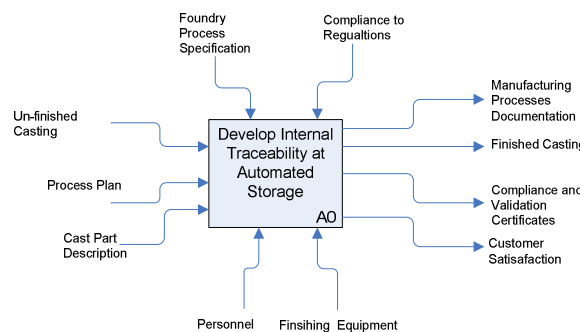 Foundry
Process
Specification
Compliance to
Regualtions
Un-finished
Casting
Process Plan
Cast Part
Description
Develop Internal
Traceability at
Automated
Storage
A0
Manufacturing
Processes
Documentation
Finished Casting
Compliance and
Validation
Certificates
Customer
Satisafaction
Personnel
Finsihing Equipment